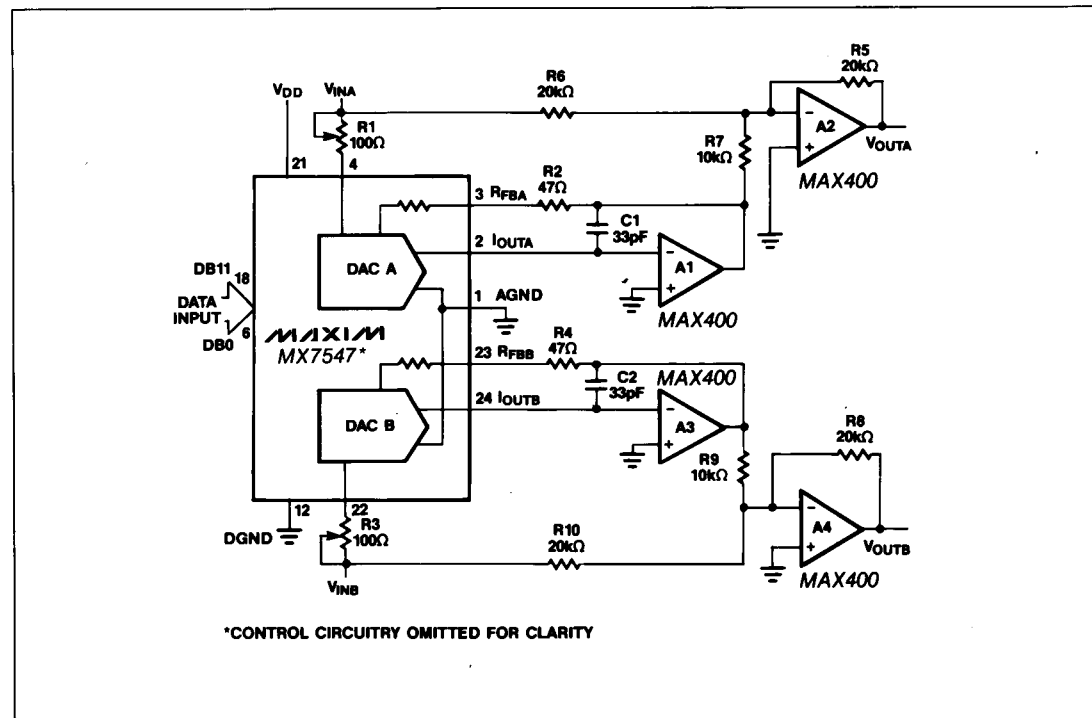 R5
20kΩ
R6
20kΩ
VDD
VINA
R1
100Ω
A2
VOUTA
MAX400
R7
10kΩ
21
4
3 RFBA
R2
47Ω
C1
33pF
2 IOUTA
DAC A
A1
MAX400
DB11
18
DATA
INPUT
6
DB0
1 AGND
MAXIM
MX7547*
R4
47Ω
23 RFBB
MAX400
C2
33pF
24 IOUTB
DAC B
A3
R8
20kΩ
R9
10kΩ
12
22
DGND
R3
100Ω
R10
20kΩ
A4
VOUTB
MAX400
VINB
*CONTROL CIRCUITRY OMITTED FOR CLARITY